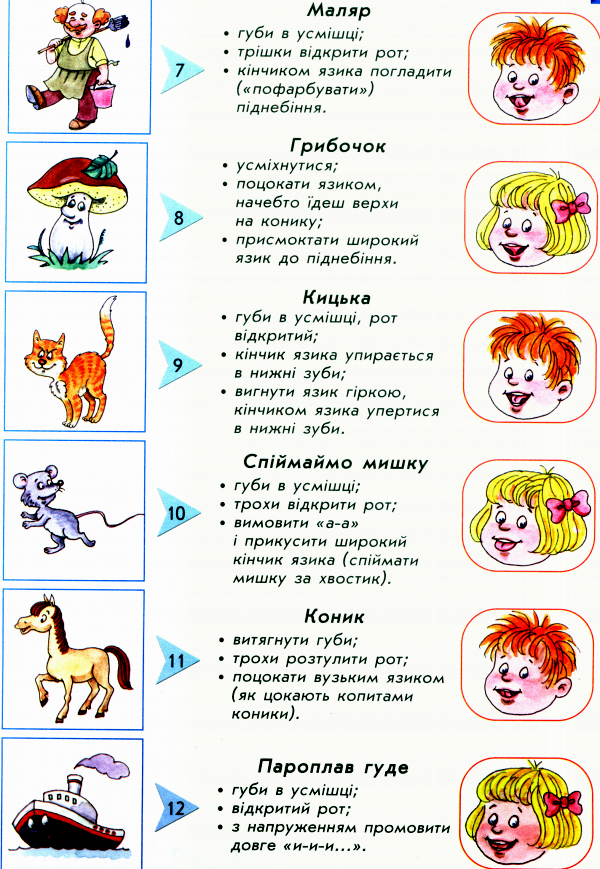 Маляр
• губи в усмішці;
• трішки відкрити рот;
7
• кінчиком язика погладити
(«пофарбувати»)
піднебіння.
Грибочок
• усміхнутися;
• поцокати язиком,
начебто їдеш верхи
8
на конику;
• присмоктати широкий
язик до піднебіння.
Кицька
• губи в усмішці, рот
відкритий;
9
• кінчик язика упирається
в нижні зуби;
• вигнути язик гіркою,
кінчиком язика упертися
в нижні зуби.
Спіймаймо мишку
• губи в усмішці;
• трохи відкрити рот;
10
• вимовити «а-а»
і прикусити широкий
кінчик язика (спіймати
мишку за хвостик).
Коник
• витягнути губи;
• трохи розтулити рот;
11
• поцокати вузьким язиком
(як цокають копитами
коники).
Пароплав гуде
• губи в усмішці;
12
• відкритий рот;
• з напруженням промовити
довге «и-и-и...».